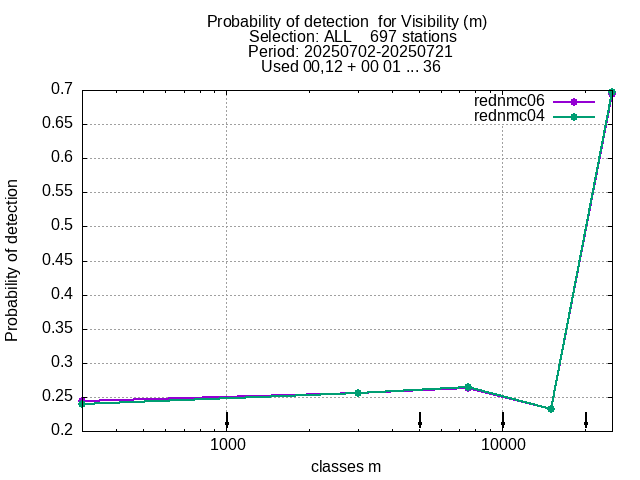 Probability of detection  for Visibility (m)
Selection: ALL    697 stations
Period: 20250702-20250721
Used 00,12 + 00 01 ... 36
rednmc06
rednmc04
0.7
0.65
0.6
0.55
0.5
0.45
0.4
0.35
0.3
0.25
0.2
Probability of detection
1000
10000
classes m